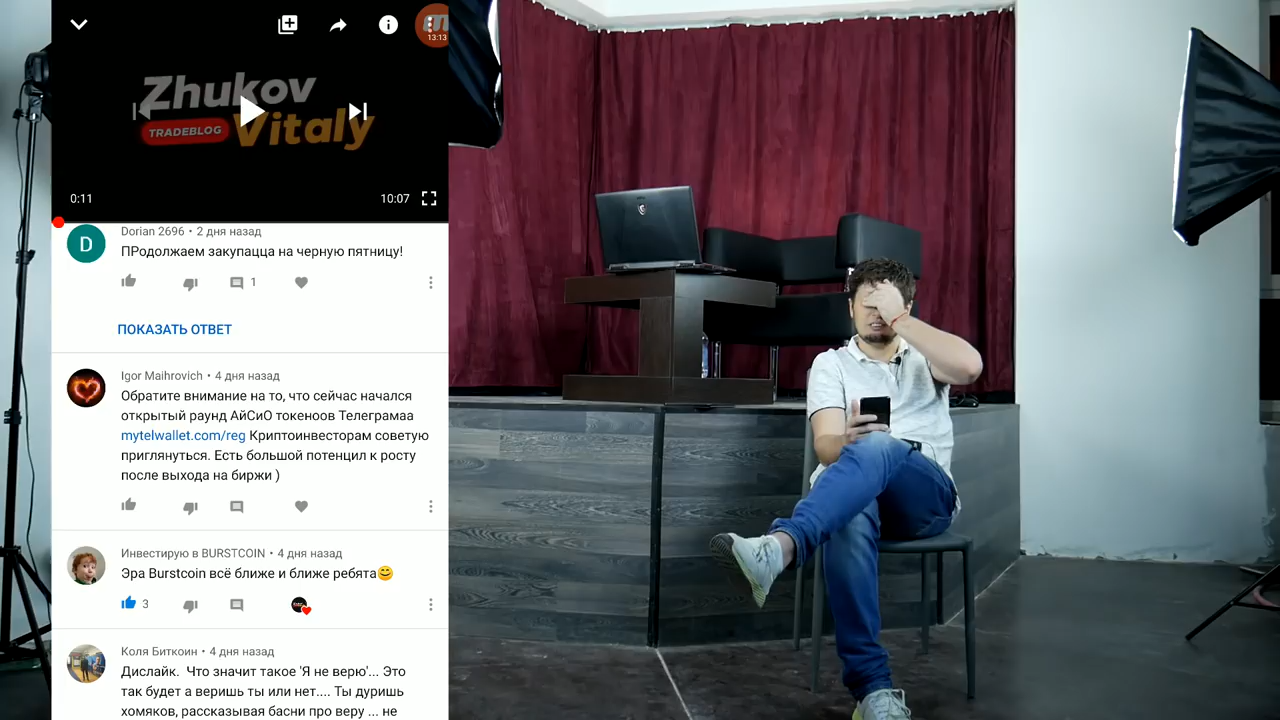 13:13
Zhukov
TRADEBLOG Vitaly
0:11 10:07
D
Dorian 2696 • 2 дня назад
ПРодолжаем закупацца на черную пятницу!
1
ПОКАЗАТЬ ОТВЕТ
Igor Maihrovich • 4 дня назад
Обратите внимание на то, что сейчас начался
открытый раунд АйСиО токеноов Телеграмаа
mytelwallet.com/reg Криптоинвесторам советую
приглянуться. Есть большой потенцил к росту
после выхода на биржи )
Инвестирую в BURSTCOIN • 4 дня назад
Эра Burstcoin всё ближе и ближе ребята😊
3
Коля Биткоин • 4 дня назад
Дислайк. Что значит такое 'Я не верю'... Это
так будет а веришь ты или нет.... Ты дуришь
хомяков, рассказывая басни про веру ... не